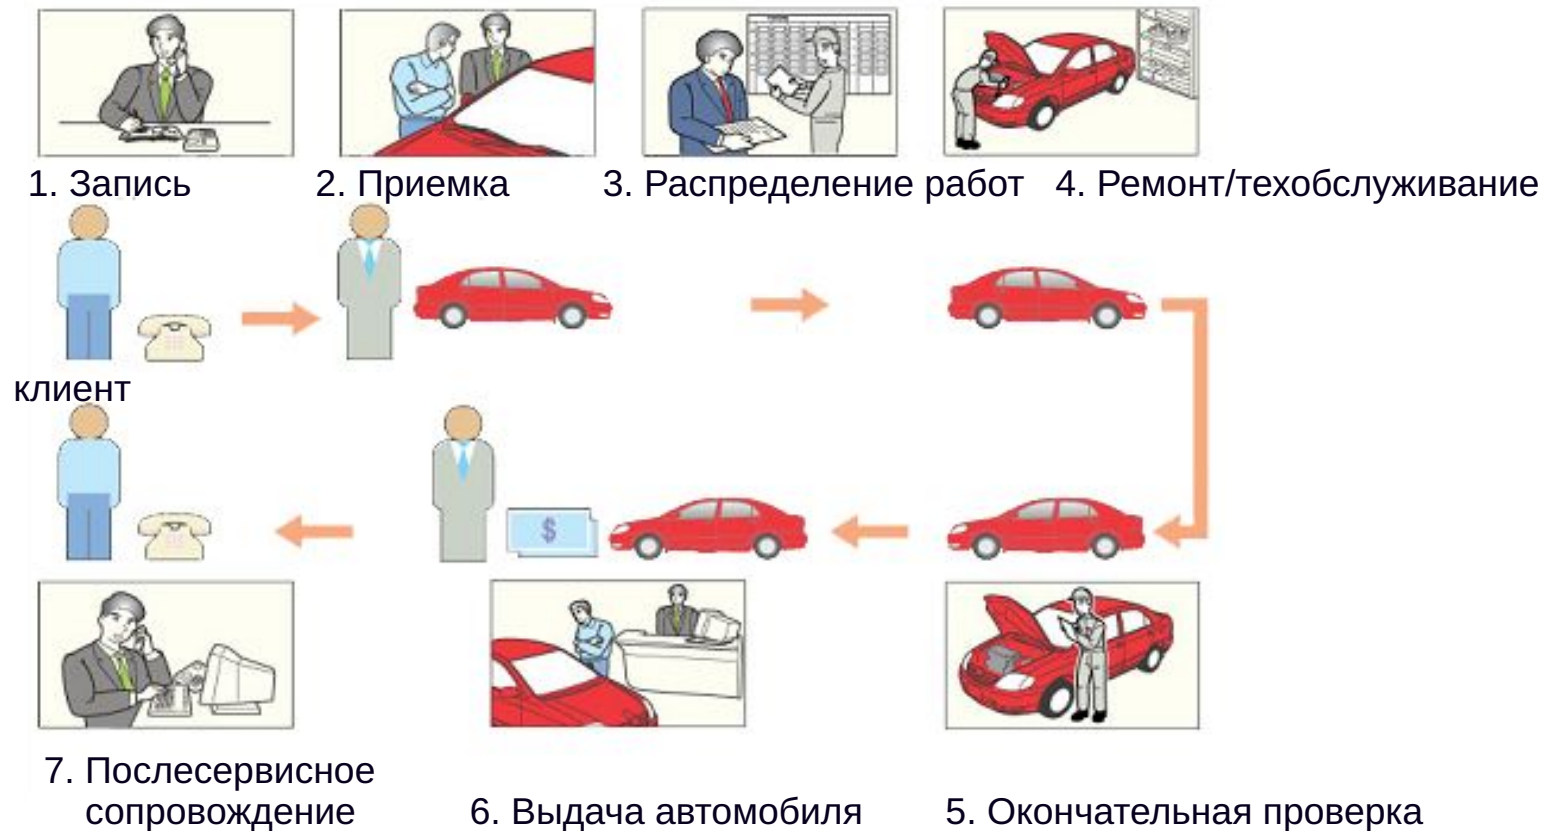 1. Запись
2. Приемка
3. Распределение работ
4. Ремонт/техобслуживание
клиент
$
7. Послесервисное
сопровождение
6. Выдача автомобиля
5. Окончательная проверка